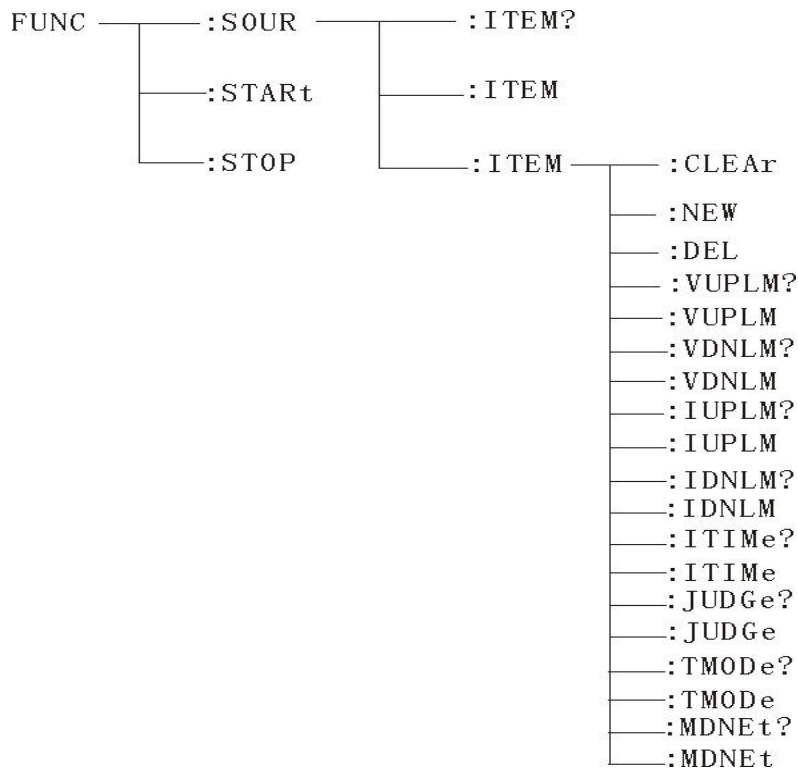 FUNC :SOUR :ITEM?
:STARt :ITEM
:STOP :ITEM :CLEAr
:NEW
:DEL
:VUPLM?
:VUPLM
:VDNLM?
:VDNLM
:IUPLM?
:IUPLM
:IDNLM?
:IDNLM
:ITIMe?
:ITIMe
:JUDGe?
:JUDGe
:TMODe?
:TMODe
:MDNEt?
:MDNEt